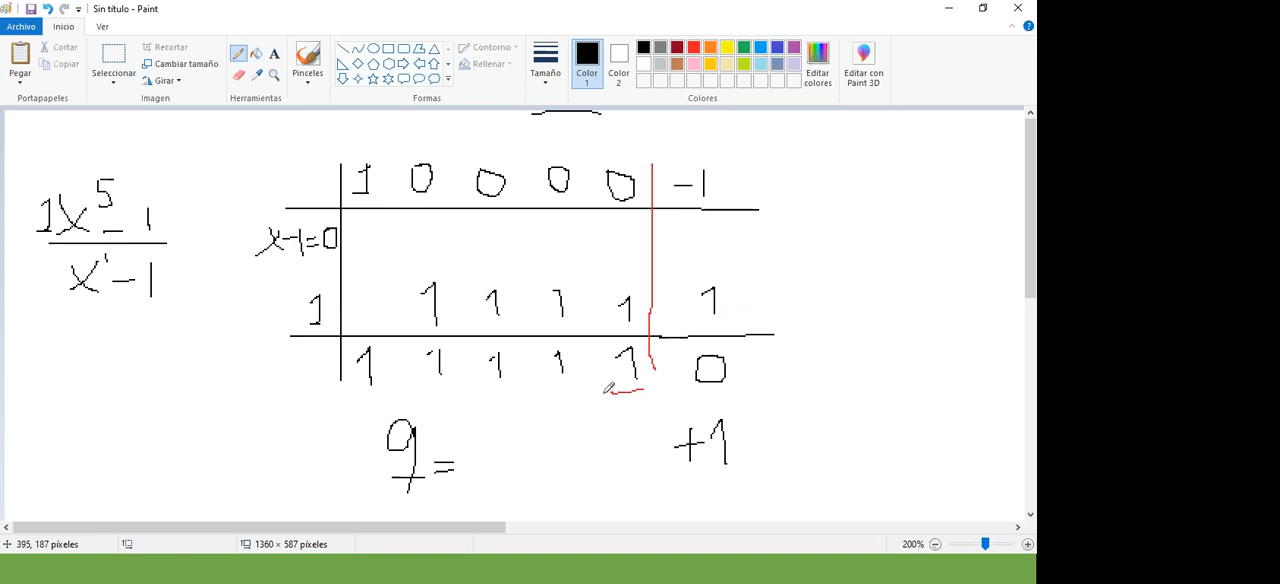 Sin título - Paint
Archivo Inicio Ver
Pegar
Cortar
Copiar
Portapapeles
Seleccionar
Recortar
Cambiar tamaño
Girar
Imagen
A
Herramientas
Pinceles
Contorno
Rellenar
Formas
Tamaño
Color 1
Color 2
Editar colores
Colores
Editar con Paint 3D
1x^5 - 1
x^1 - 1
1 0 0 0 0 -1
x-1=0
1 1 1 1 1 1
1 1 1 1 1 0
q = +1
395, 187 píxeles 1360 × 587 píxeles 200%